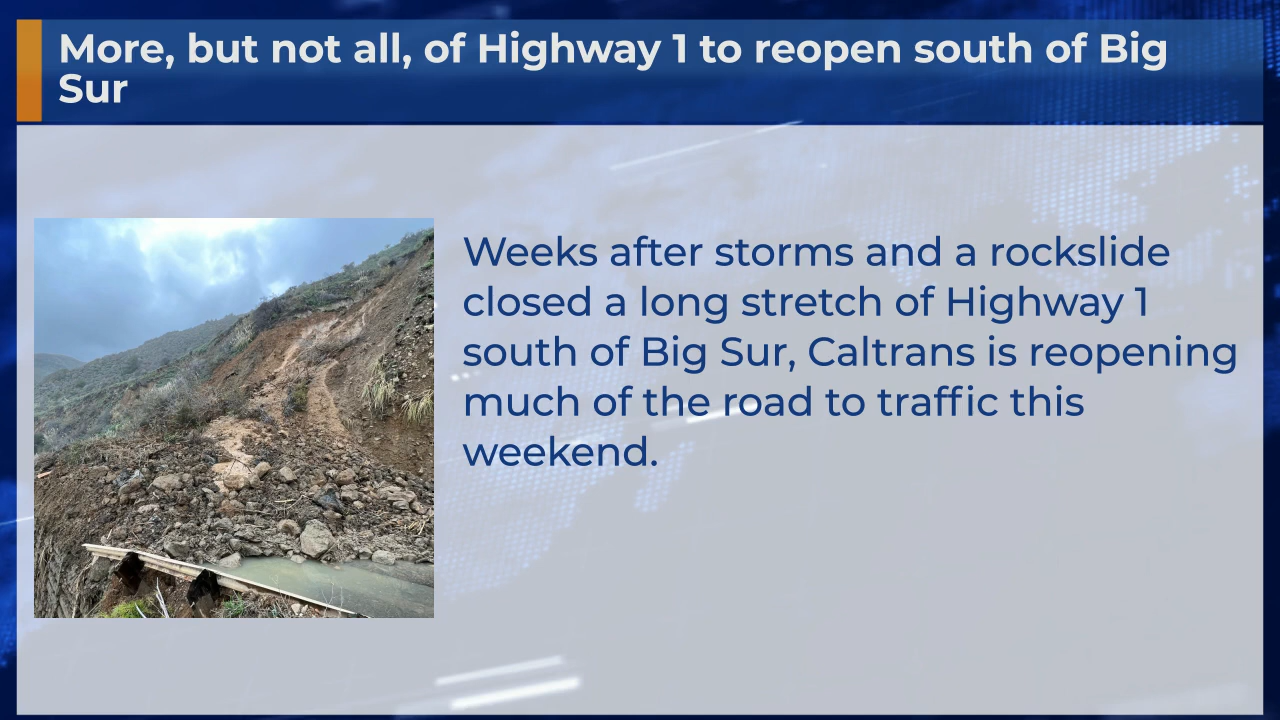 More, but not all, of Highway 1 to reopen south of Big
Sur
Weeks after storms and a rockslide
closed a long stretch of Highway 1
south of Big Sur, Caltrans is reopening
much of the road to traffic this
weekend.